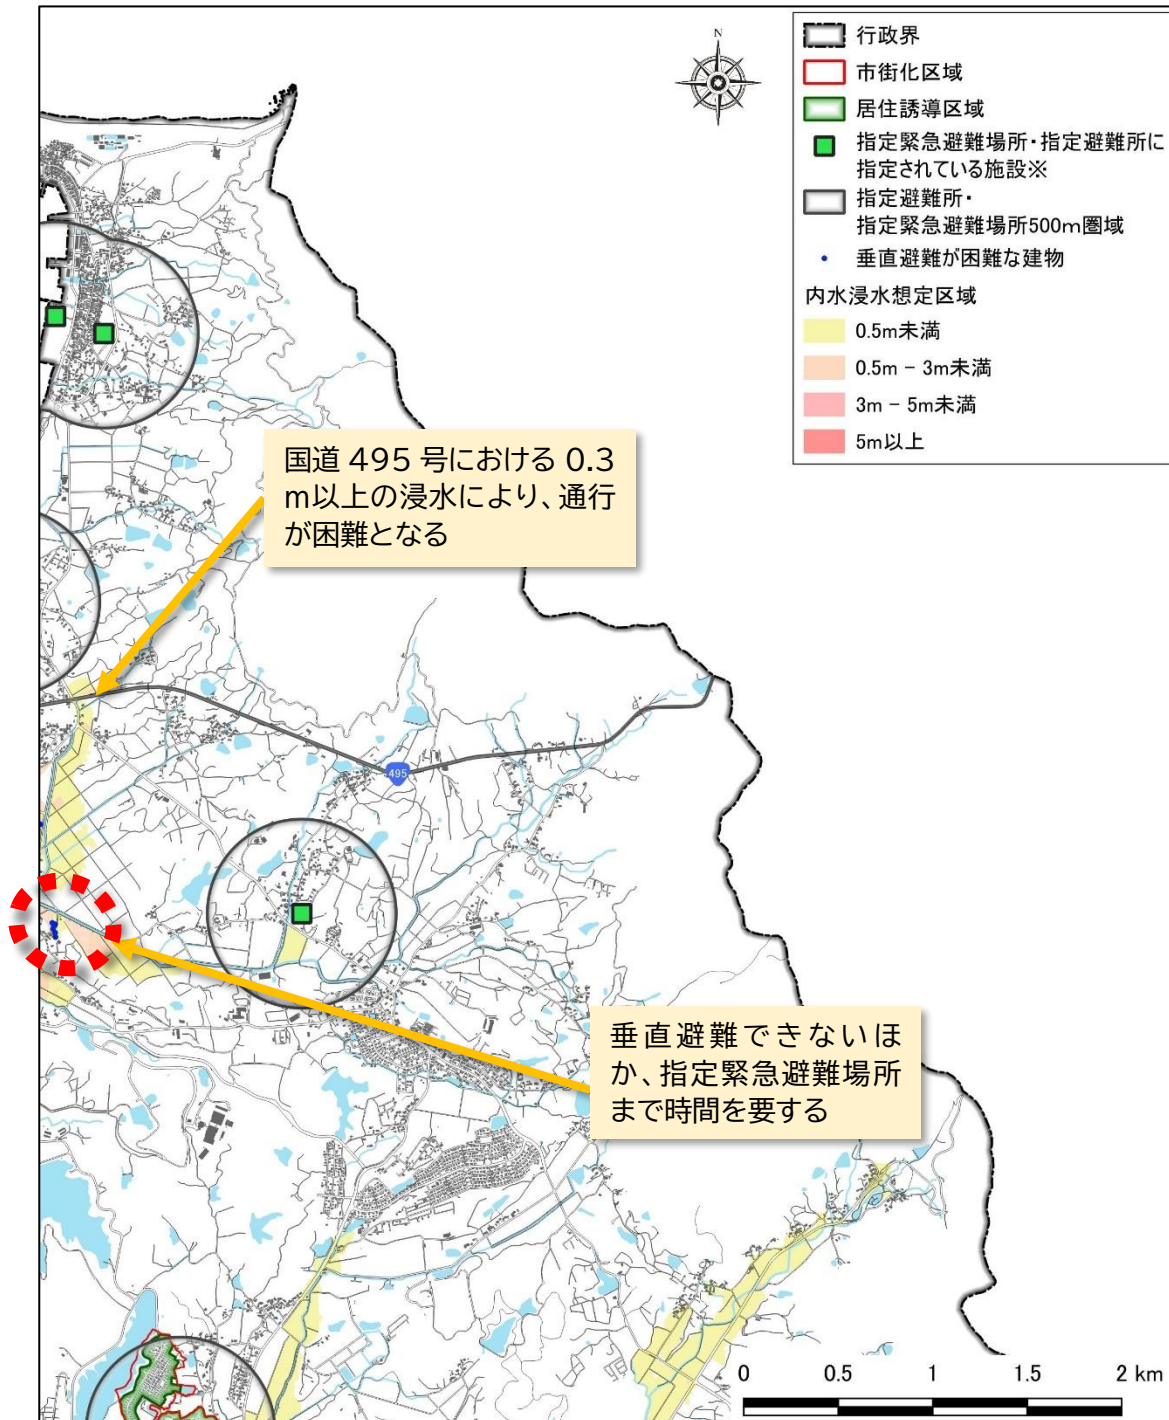 N
行政界
市街化区域
居住誘導区域
指定緊急避難場所・指定避難所に
指定されている施設※
指定避難所・
指定緊急避難場所500m圏域
垂直避難が困難な建物
内水浸水想定区域
0.5m未満
0.5m − 3m未満
3m − 5m未満
5m以上
国道 495 号における 0.3
m以上の浸水により、通行
が困難となる
495
垂直避難できないほ
か、指定緊急避難場所
まで時間を要する
0 0.5 1 1.5 2 km